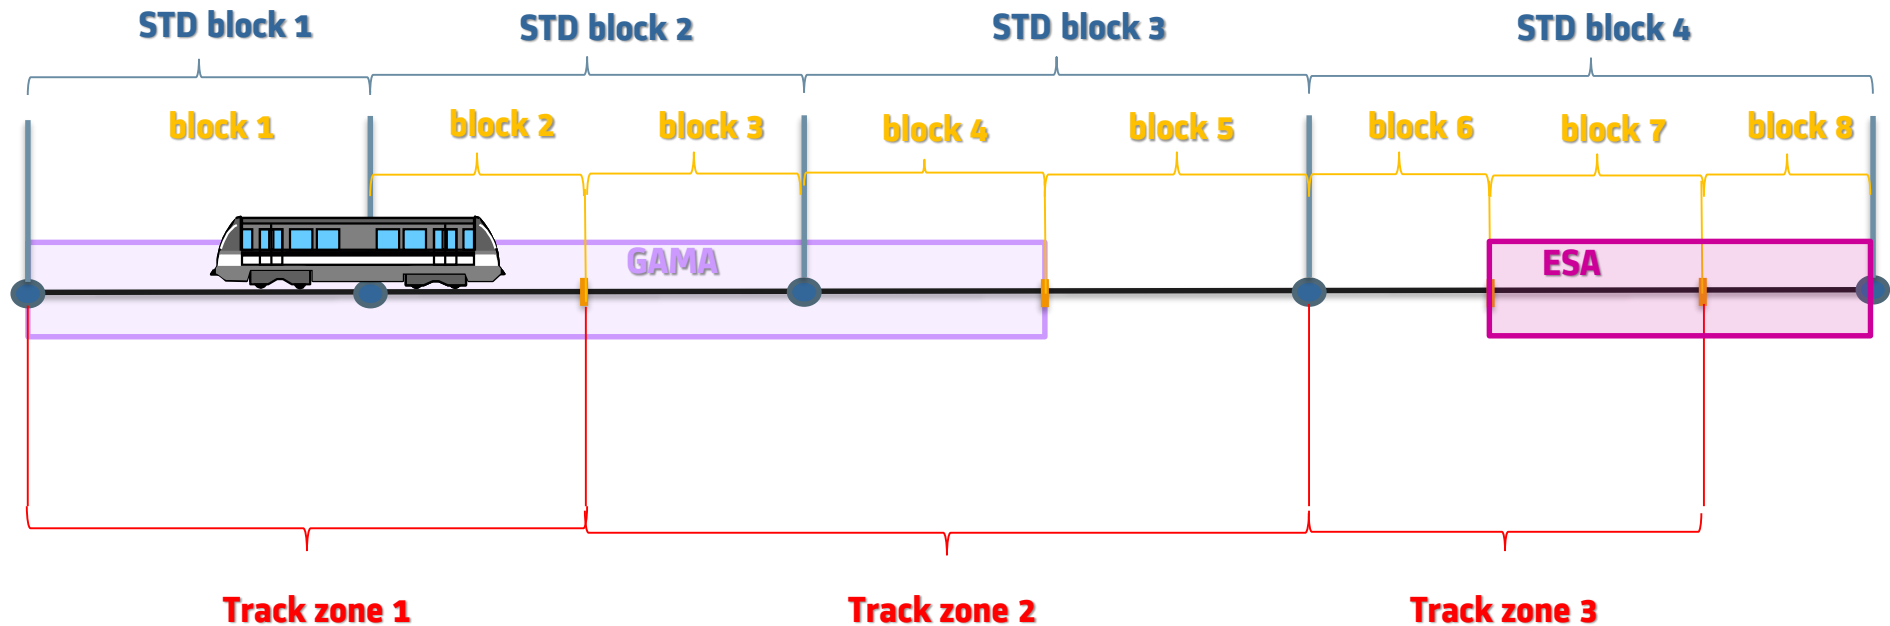 STD block 1
STD block 2
STD block 3
STD block 4
block 1
block 2
block 3
block 4
block 5
block 6
block 7
block 8
GAMA
ESA
Track zone 1
Track zone 2
Track zone 3